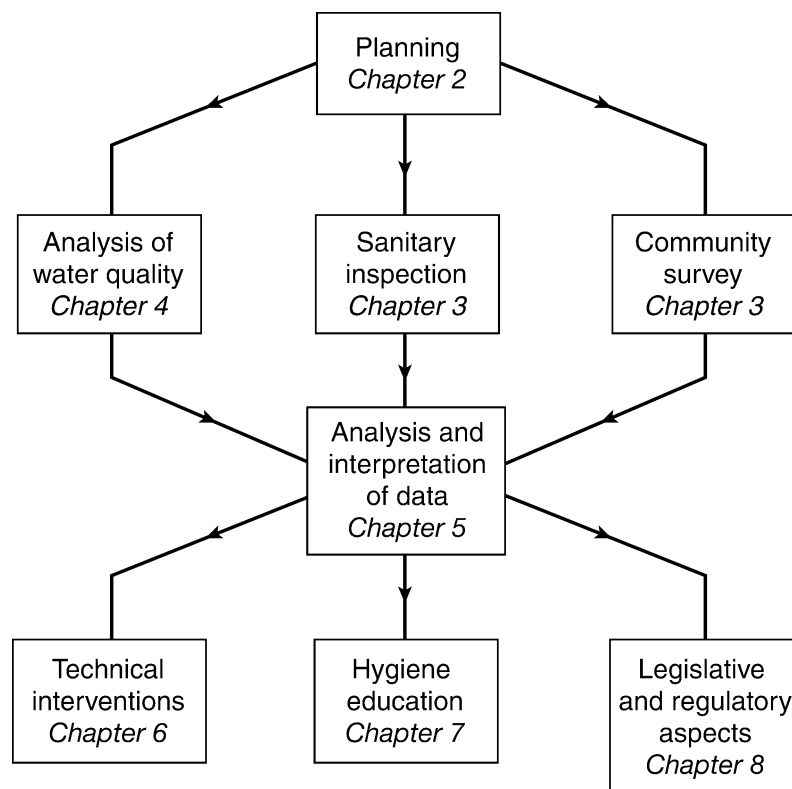 Planning
Chapter 2
Analysis of
water quality
Chapter 4
Sanitary
inspection
Chapter 3
Community
survey
Chapter 3
Analysis and
interpretation
of data
Chapter 5
Technical
interventions
Chapter 6
Hygiene
education
Chapter 7
Legislative
and regulatory
aspects
Chapter 8